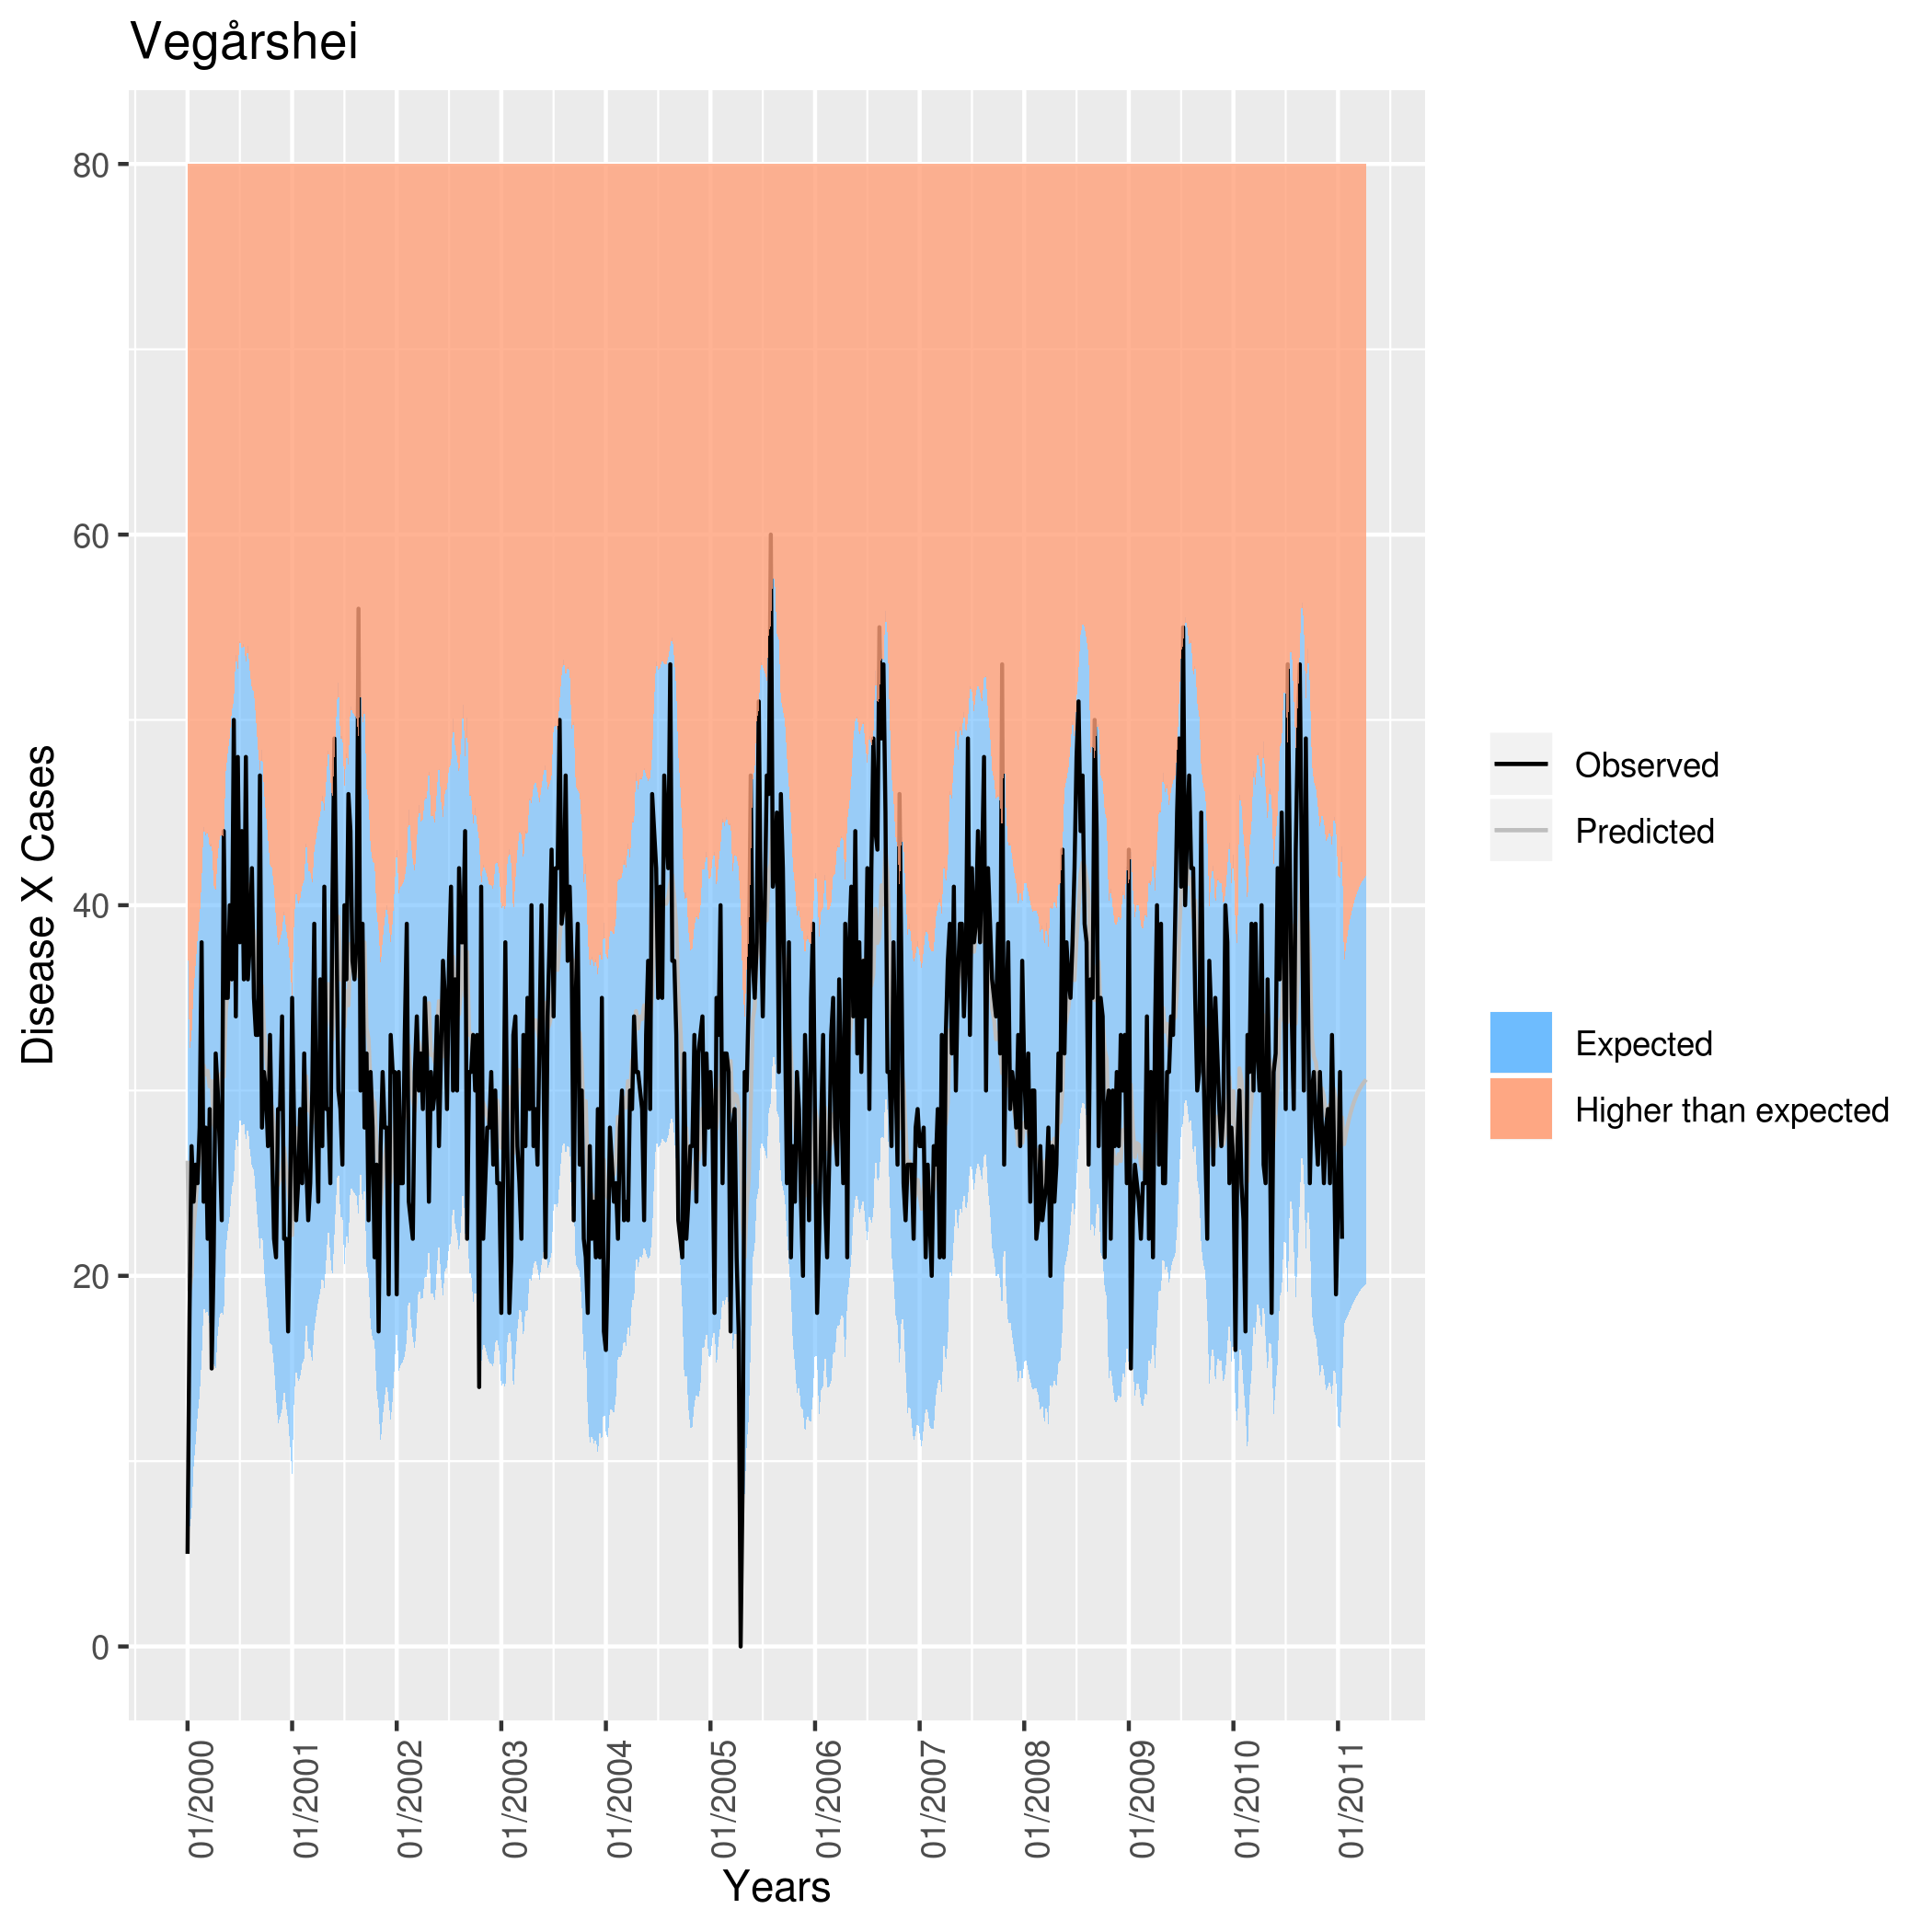 Vegårshei
Disease X Cases
80
60
40
20
0
01/2000
01/2001
01/2002
01/2003
01/2004
01/2005
01/2006
01/2007
01/2008
01/2009
01/2010
01/2011
Years
Observed
Predicted
Expected
Higher than expected